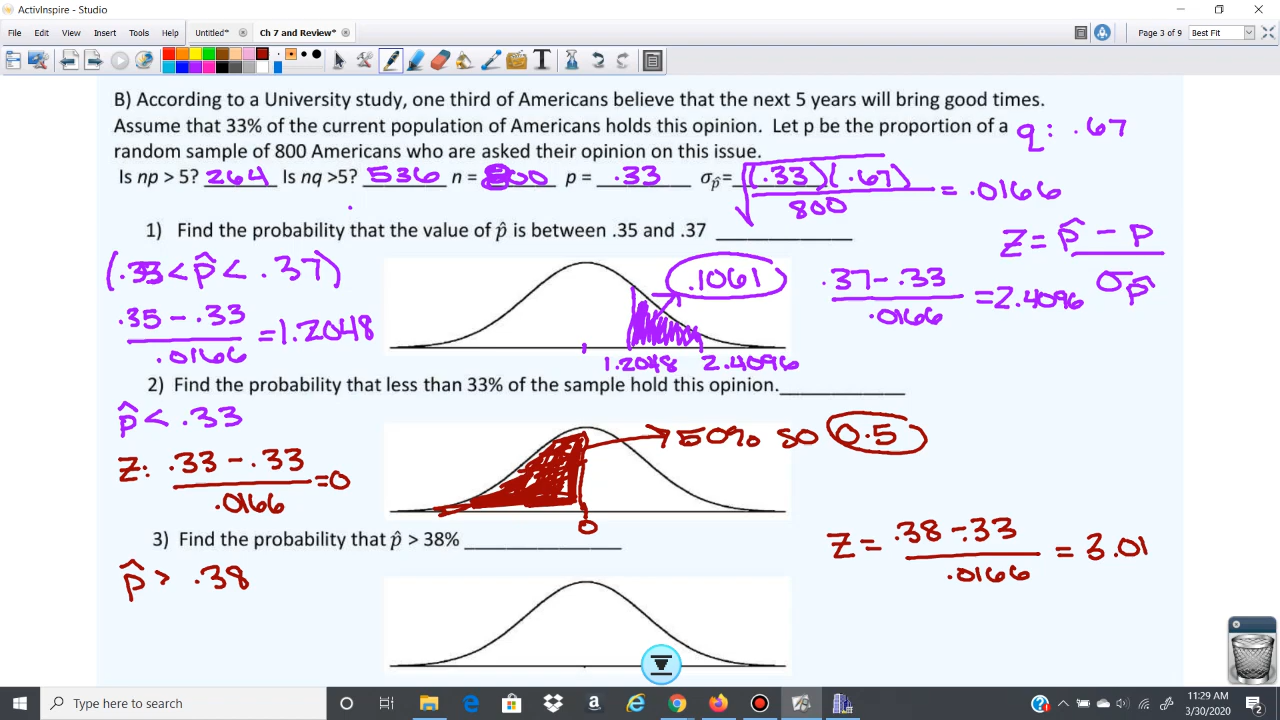 ActivInspire - Studio
File Edit View Insert Tools Help Untitled* Ch 7 and Review* Page 3 of 9 Best Fit
B) According to a University study, one third of Americans believe that the next 5 years will bring good times.
Assume that 33% of the current population of Americans holds this opinion. Let p be the proportion of a
q: .67
random sample of 800 Americans who are asked their opinion on this issue.
Is np > 5? 264 Is nq >5? 536 n = 800 p = .33 σp̂= √(.33)(.67)/800 = .0166
1) Find the probability that the value of p̂ is between .35 and .37
z = p̂ - p / σp̂
(.35 < p̂ < .37)
.1061
.37 - .33 / .0166 = 2.4096
.35 - .33 / .0166 = 1.2048
1.2048 2.4096
2) Find the probability that less than 33% of the sample hold this opinion.
p̂ < .33
50% so 0.5
z: .33 - .33 / .0166 = 0
0
3) Find the probability that p̂ > 38%
z = .38 - .33 / .0166 = 3.01
p̂ > .38
Type here to search
11:29 AM
3/30/2020
2